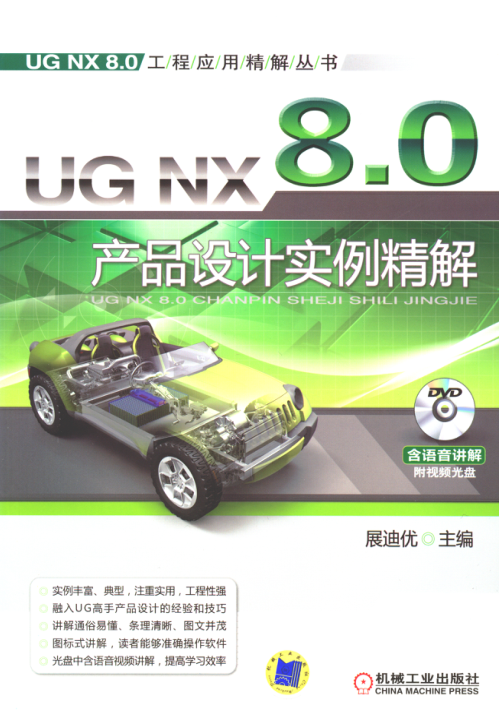 UG NX 8.0 工/程/应/用/精/解/丛/书
UG NX 8.0
产品设计实例精解
UG NX 8.0 CHANPIN SHEJI SHILI JINGJIE
DVD
含语音讲解
附视频光盘
展迪优 主编
实例丰富、典型，注重实用，工程性强
融入UG高手产品设计的经验和技巧
讲解通俗易懂、条理清晰、图文并茂
图标式讲解，读者能够准确操作软件
光盘中含语音视频讲解，提高学习效率
机械工业出版社
CHINA MACHINE PRESS